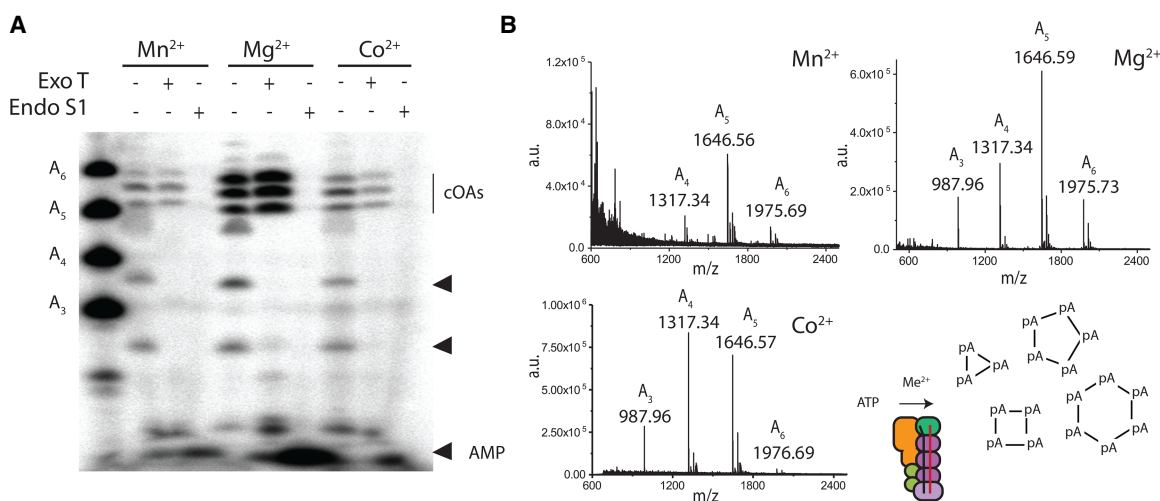 A
Mn2+ Mg2+ Co2+
Exo T - + - - + - - + -
Endo S1 - - + - - + - - +
A6
A5
A4
A3
cOAs
AMP
B
Mn2+
a.u.
1.2x10 5
8.0x10 4
4.0x10 4
0.0
600 1200 1800 2400
m/z
A4
1317.34
A5
1646.56
A6
1975.69
Mg2+
a.u.
6.0x10 5
4.0x10 5
2.0x10 5
0.0
600 1200 1800 2400
m/z
A3
987.96
A4
1317.34
A5
1646.59
A6
1975.73
Co2+
a.u.
1.00x10 6
7.50x10 5
5.00x10 5
2.50x10 5
0.00
600 1200 1800 2400
m/z
A3
987.96
A4
1317.34
A5
1646.57
A6
1976.69
ATP
Me2+
pA
pA pA
pA
pA pA
pA pA
pA pA
pA pA
pA
pA pA
pA pA
pA